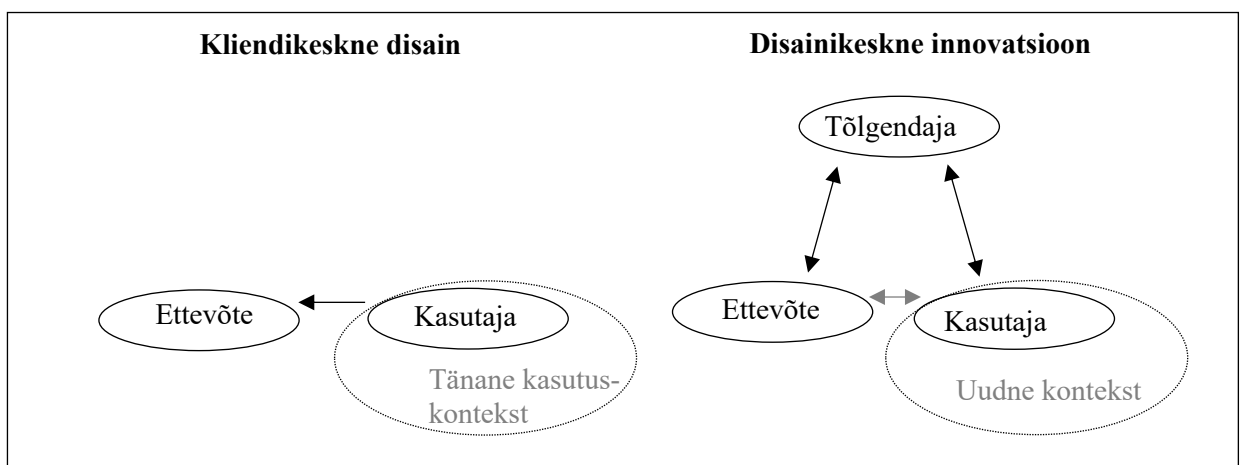 Kliendikeskne disain
Ettevõte
Kasutaja
Tänane kasutus-
kontekst
Disainikeskne innovatsioon
Tõlgendaja
Ettevõte
Kasutaja
Uudne kontekst